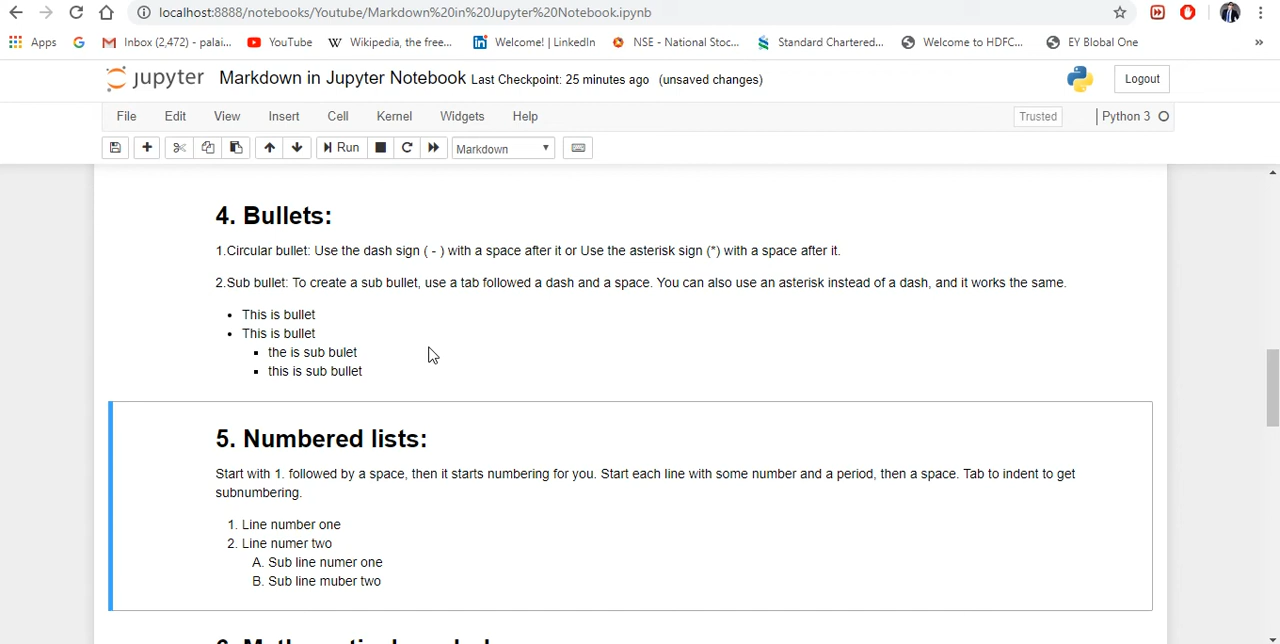 localhost:8888/notebooks/Youtube/Markdown%20in%20Jupyter%20Notebook.ipynb
Apps Inbox (2,472) - palai... YouTube Wikipedia, the free... Welcome! | LinkedIn NSE - National Stoc... Standard Chartered... Welcome to HDFC... EY Blobal One »
jupyter Markdown in Jupyter Notebook Last Checkpoint: 25 minutes ago (unsaved changes) Logout
File Edit View Insert Cell Kernel Widgets Help Trusted Python 3
Run Markdown
4. Bullets:
1.Circular bullet: Use the dash sign ( - ) with a space after it or Use the asterisk sign (*) with a space after it.
2.Sub bullet: To create a sub bullet, use a tab followed a dash and a space. You can also use an asterisk instead of a dash, and it works the same.
• This is bullet
• This is bullet
▪ the is sub bulet
▪ this is sub bullet
5. Numbered lists:
Start with 1. followed by a space, then it starts numbering for you. Start each line with some number and a period, then a space. Tab to indent to get
subnumbering.
1. Line number one
2. Line numer two
A. Sub line numer one
B. Sub line muber two